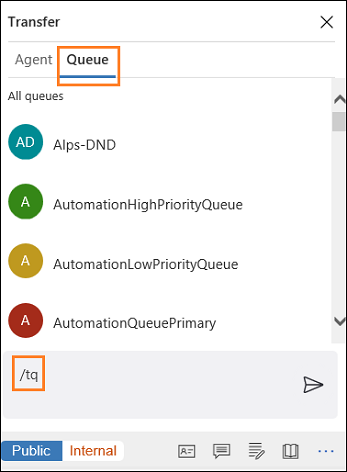 Transfer
Agent Queue
All queues
AD Alps-DND
A AutomationHighPriorityQueue
A AutomationLowPriorityQueue
A AutomationQueuePrimary
/tq
Public Internal